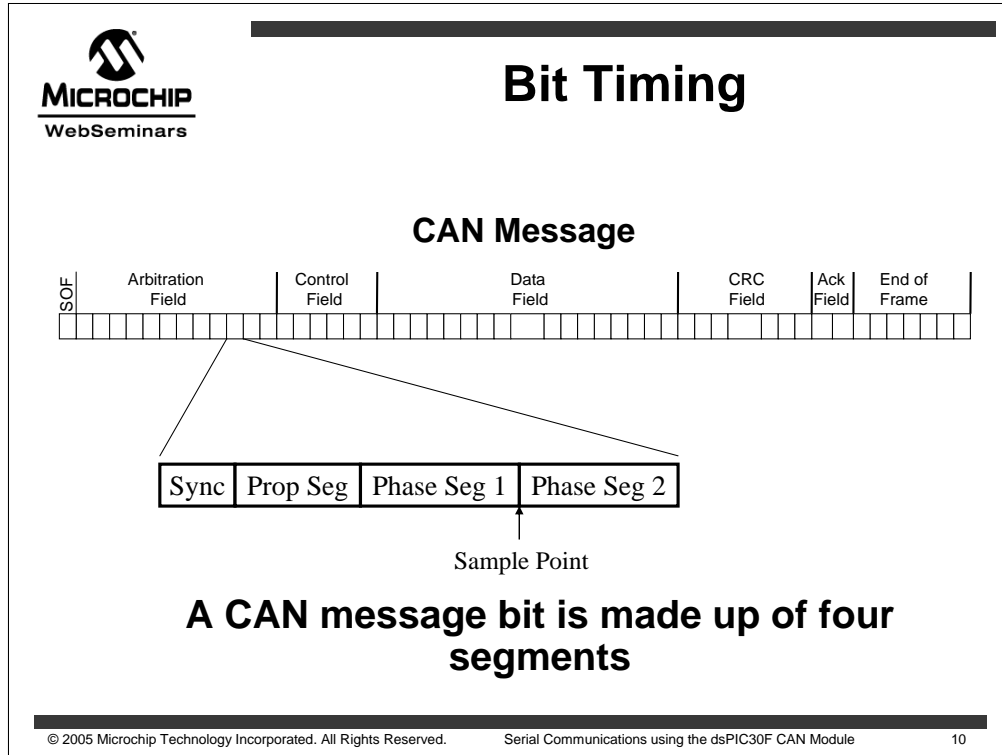 MICROCHIP
WebSeminars
Bit Timing
CAN Message
SOF
Arbitration
Field
Control
Field
Data
Field
CRC
Field
Ack
Field
End of
Frame
Sync
Prop Seg
Phase Seg 1
Phase Seg 2
Sample Point
A CAN message bit is made up of four
segments
© 2005 Microchip Technology Incorporated. All Rights Reserved.
Serial Communications using the dsPIC30F CAN Module
10